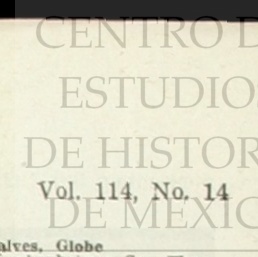 CENTRO D
ESTUDIO
DE HISTOR
Vol. 114, No. 14
DE MEXIC
alves, Globe